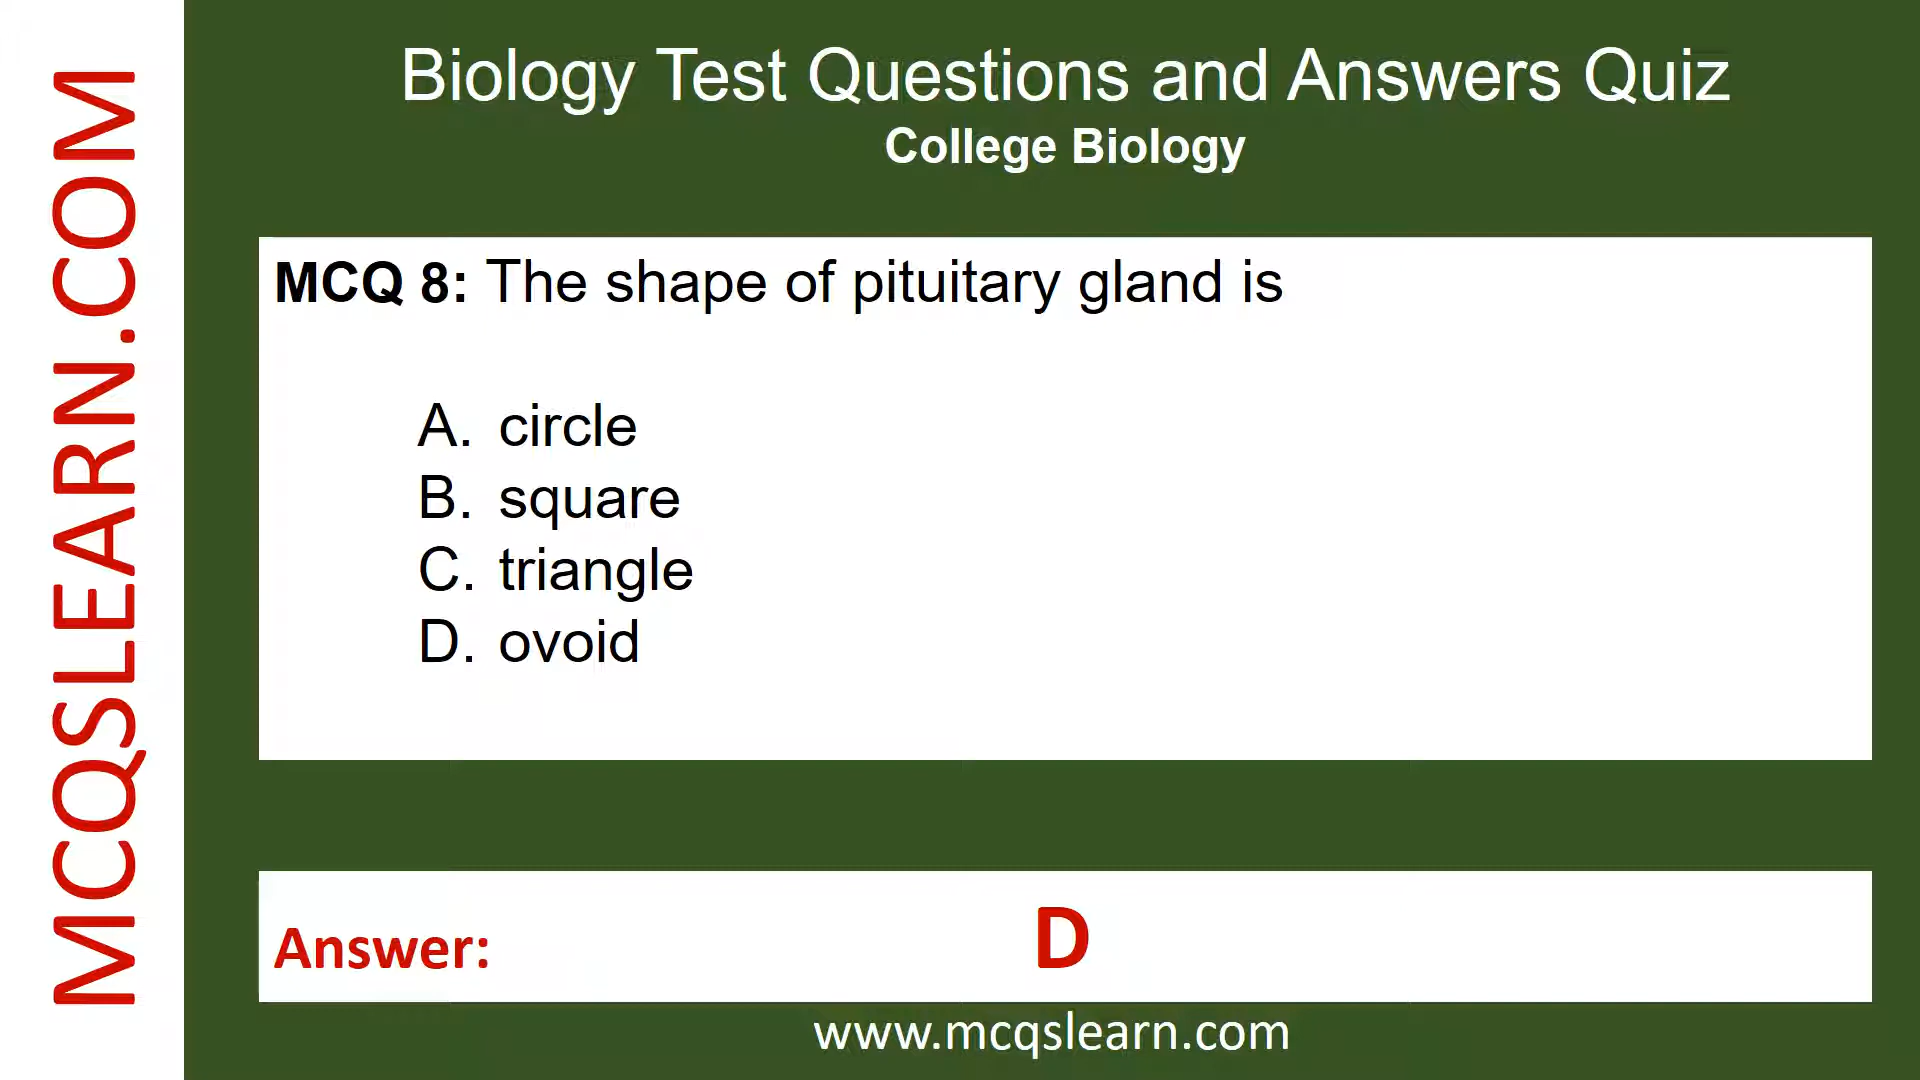 MCQSLEARN.COM
Biology Test Questions and Answers Quiz
College Biology
MCQ 8: The shape of pituitary gland is
A. circle
B. square
C. triangle
D. ovoid
Answer: D
www.mcqslearn.com